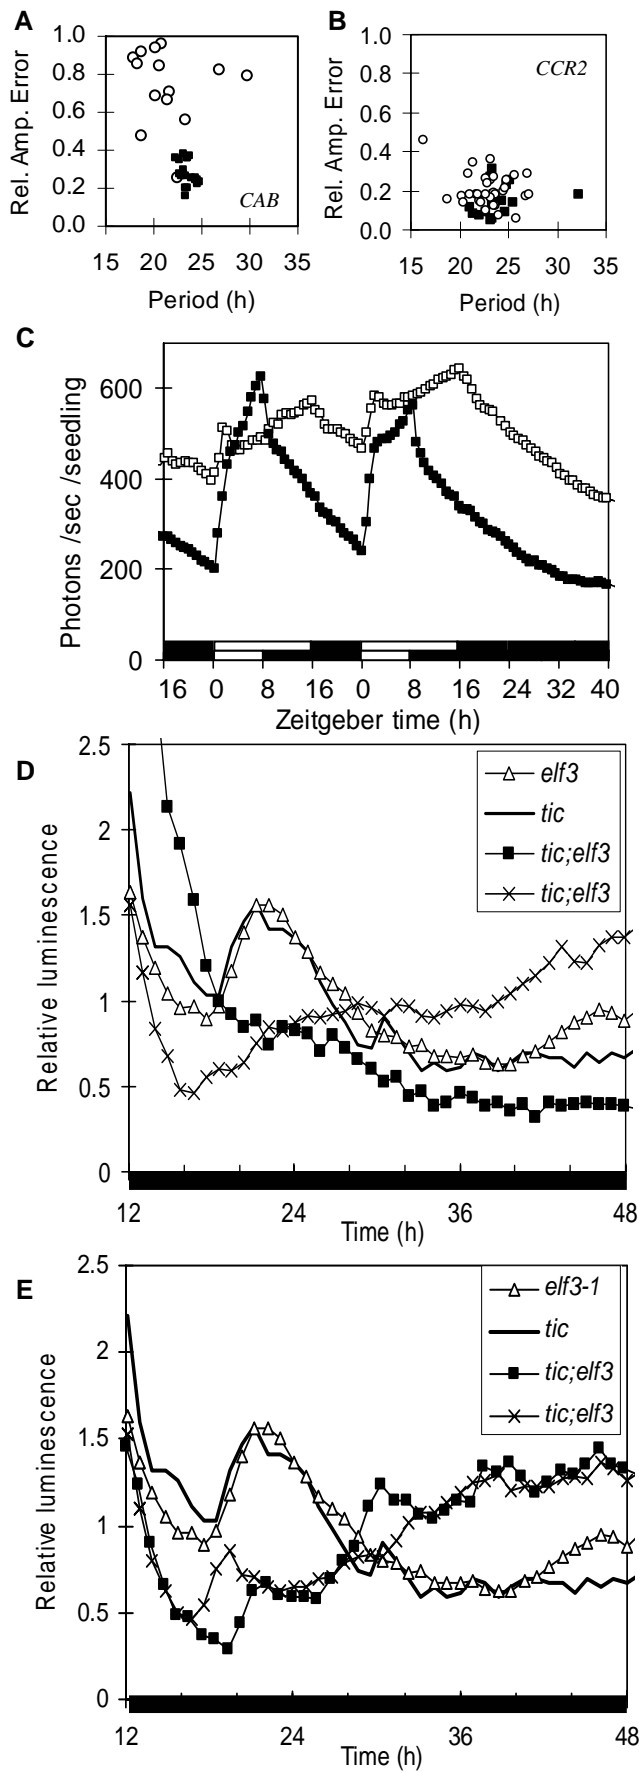 A
Rel. Amp. Error
1.0
0.8
0.6
0.4
0.2
0.0
CAB
15 20 25 30 35
Period (h)
B
Rel. Amp. Error
1.0
0.8
0.6
0.4
0.2
0.0
CCR2
15 20 25 30 35
Period (h)
C
Photons /sec /seedling
600
400
200
0
16 0 8 16 0 8 16 24 32 40
Zeitgeber time (h)
D
Relative luminescence
2.5
2
1.5
1
0.5
0
elf3
tic
tic;elf3
tic;elf3
12 24 36 48
Time (h)
E
Relative luminescence
2.5
2
1.5
1
0.5
0
elf3-1
tic
tic;elf3
tic;elf3
12 24 36 48
Time (h)